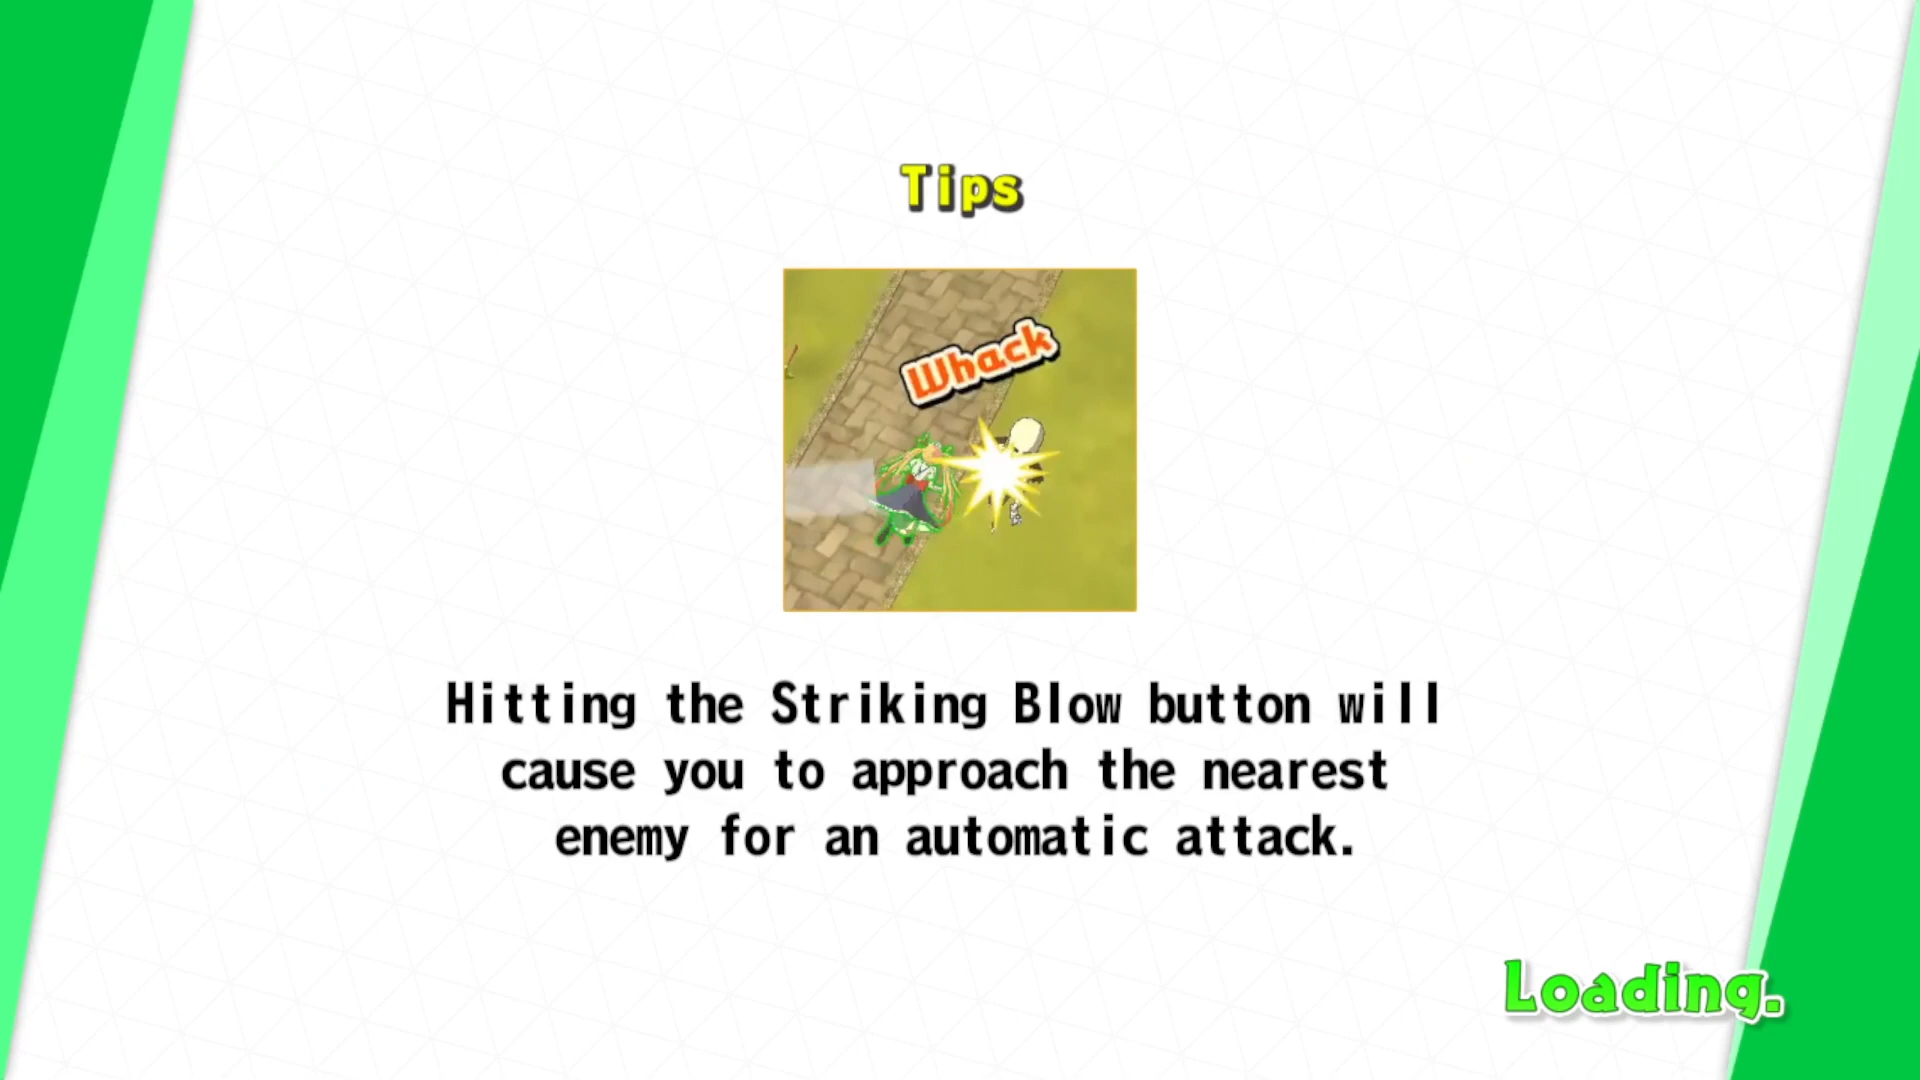 Tips
Whack
Hitting the Striking Blow button will
cause you to approach the nearest
enemy for an automatic attack.
Loading.